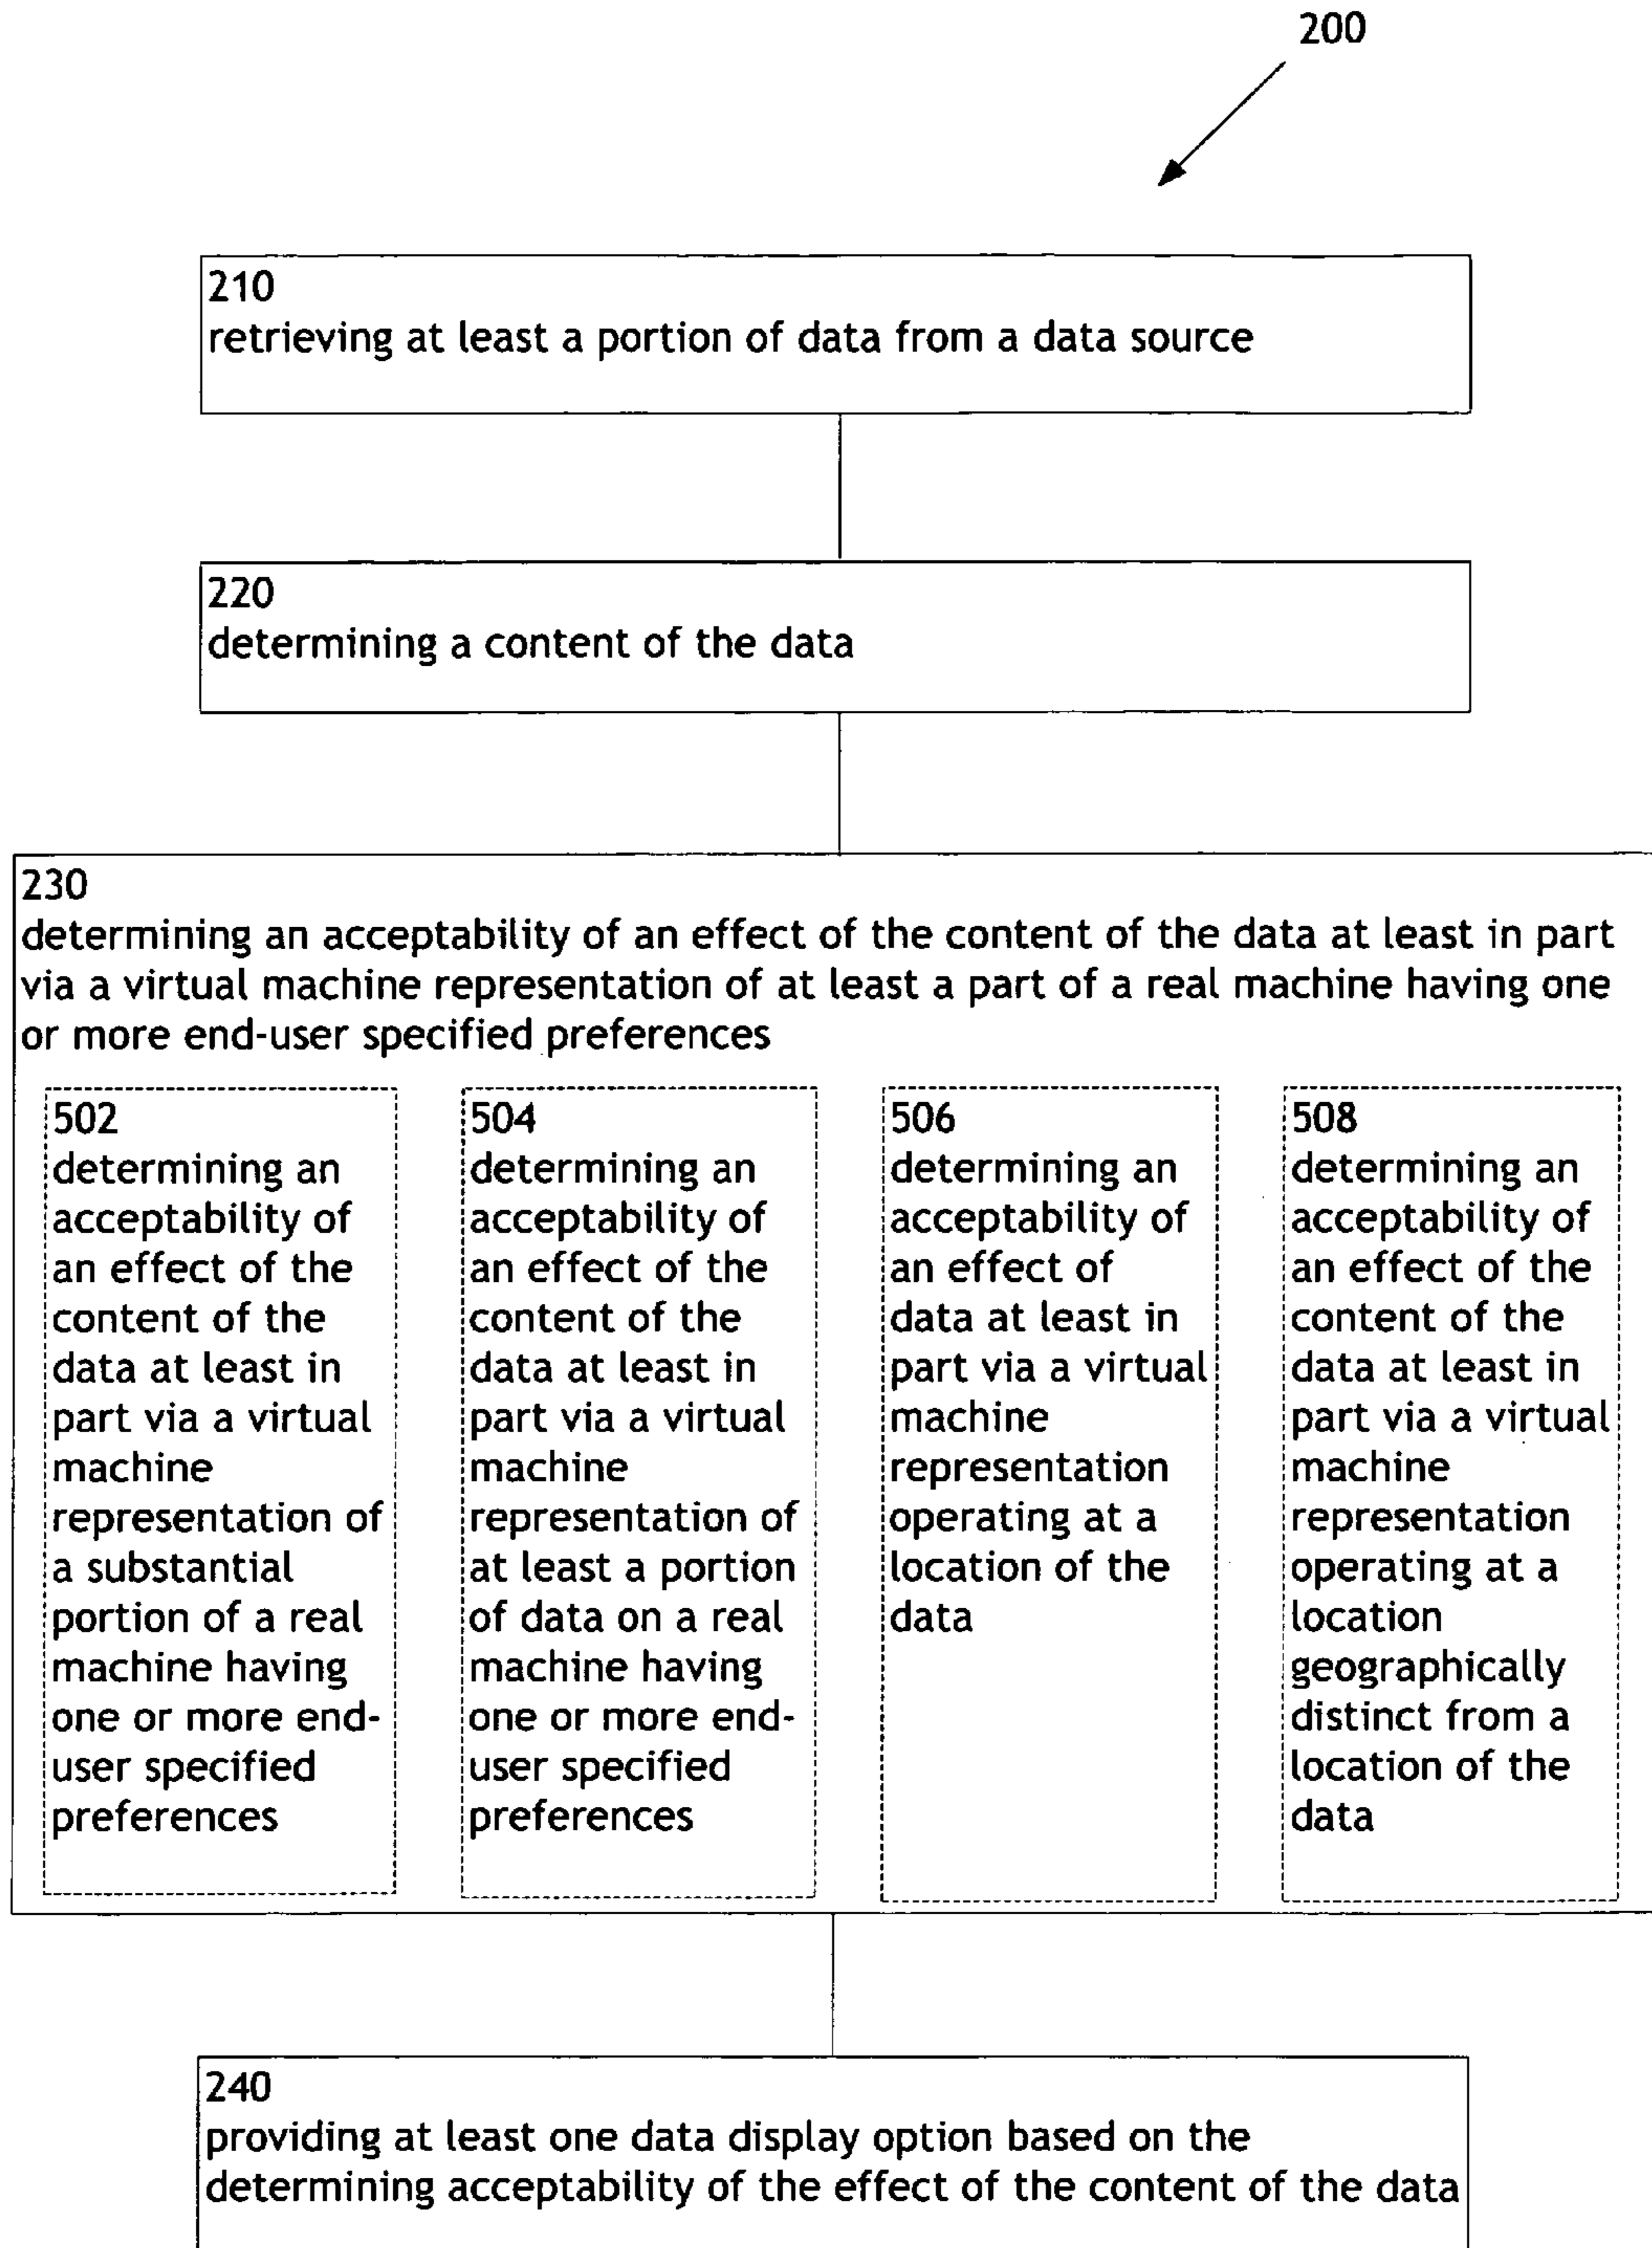 200
210
retrieving at least a portion of data from a data source
220
determining a content of the data
230
determining an acceptability of an effect of the content of the data at least in part
via a virtual machine representation of at least a part of a real machine having one
or more end-user specified preferences
502
determining an
acceptability of
an effect of the
content of the
data at least in
part via a virtual
machine
representation of
a substantial
portion of a real
machine having
one or more end-
user specified
preferences
504
determining an
acceptability of
an effect of the
content of the
data at least in
part via a virtual
machine
representation of
at least a portion
of data on a real
machine having
one or more end-
user specified
preferences
506
determining an
acceptability of
an effect of
data at least in
part via a virtual
machine
representation
operating at a
location of the
data
508
determining an
acceptability of
an effect of the
content of the
data at least in
part via a virtual
machine
representation
operating at a
location
geographically
distinct from a
location of the
data
240
providing at least one data display option based on the
determining acceptability of the effect of the content of the data